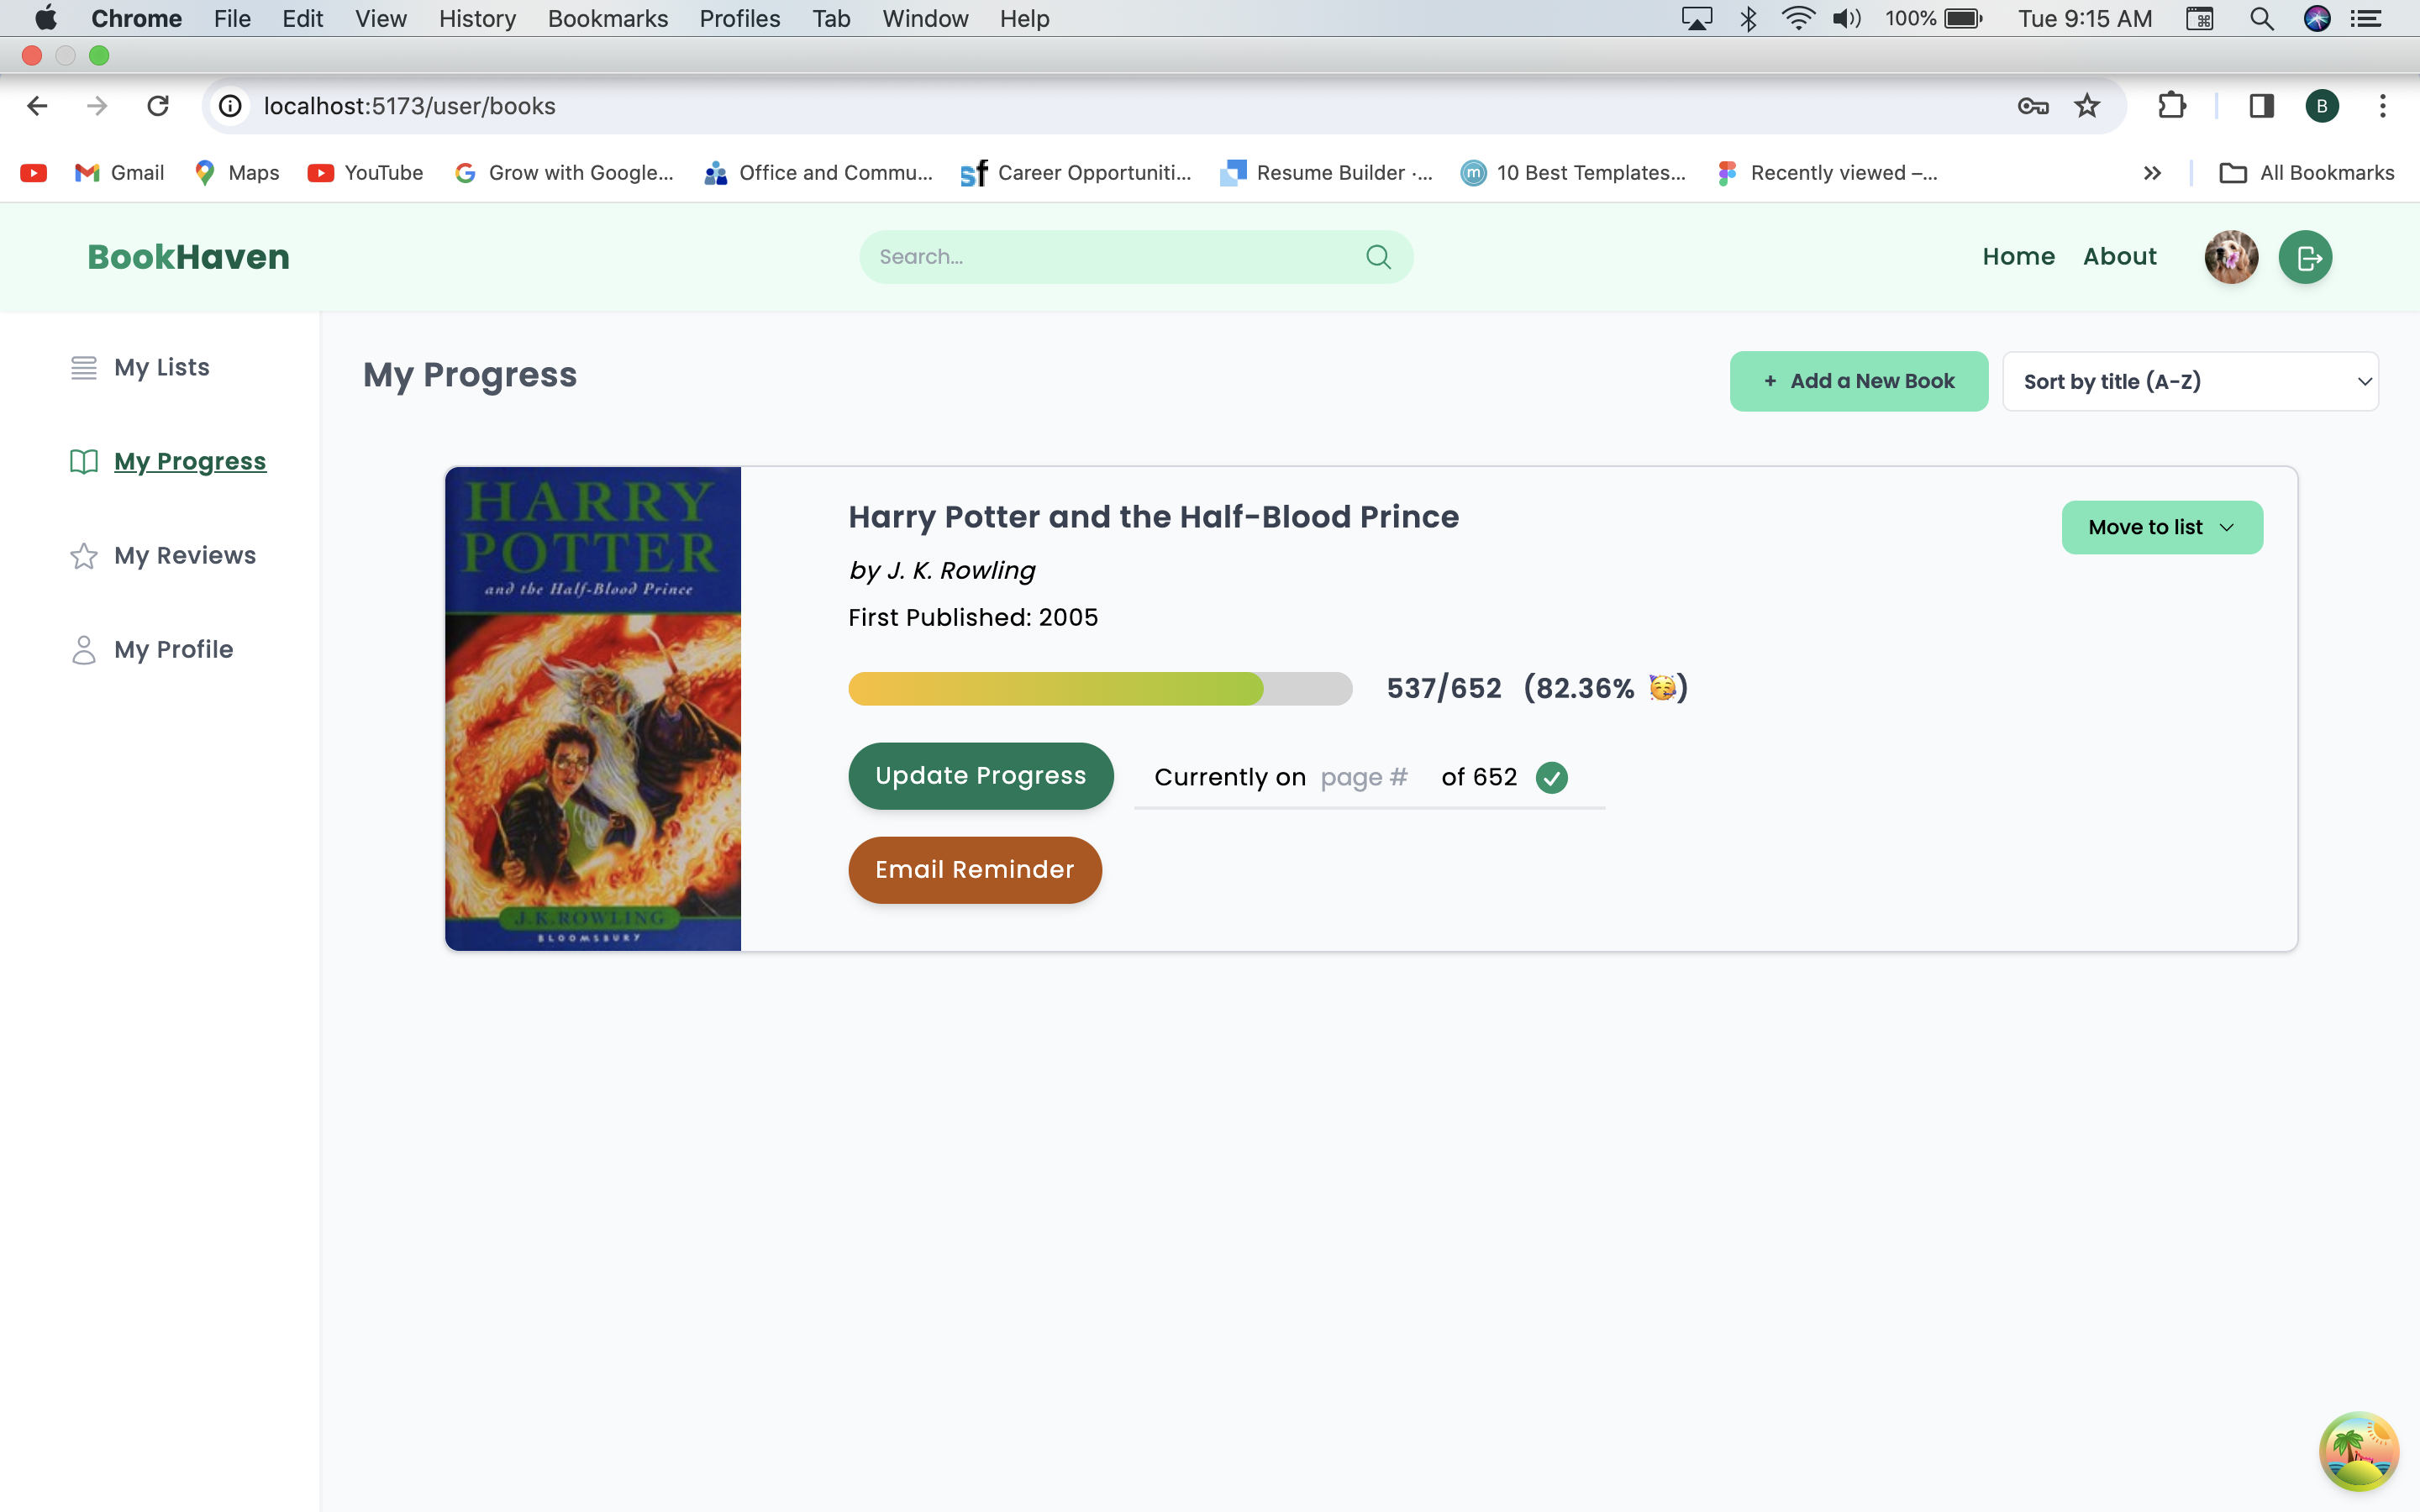 Chrome File Edit View History Bookmarks Profiles Tab Window Help 100% Tue 9:15 AM
localhost:5173/user/books B
Gmail Maps YouTube Grow with Google... Office and Commu... sf Career Opportuniti... Resume Builder ·... m 10 Best Templates... Recently viewed –... » All Bookmarks
BookHaven Search... Home About
My Lists
My Progress
My Reviews
My Profile
My Progress + Add a New Book Sort by title (A-Z)
HARRY
POTTER
and the Half-Blood Prince
J.K.ROWLING
BLOOMSBURY
Harry Potter and the Half-Blood Prince Move to list
by J. K. Rowling
First Published: 2005
537/652 (82.36% 🥳)
Update Progress Currently on page # of 652
Email Reminder